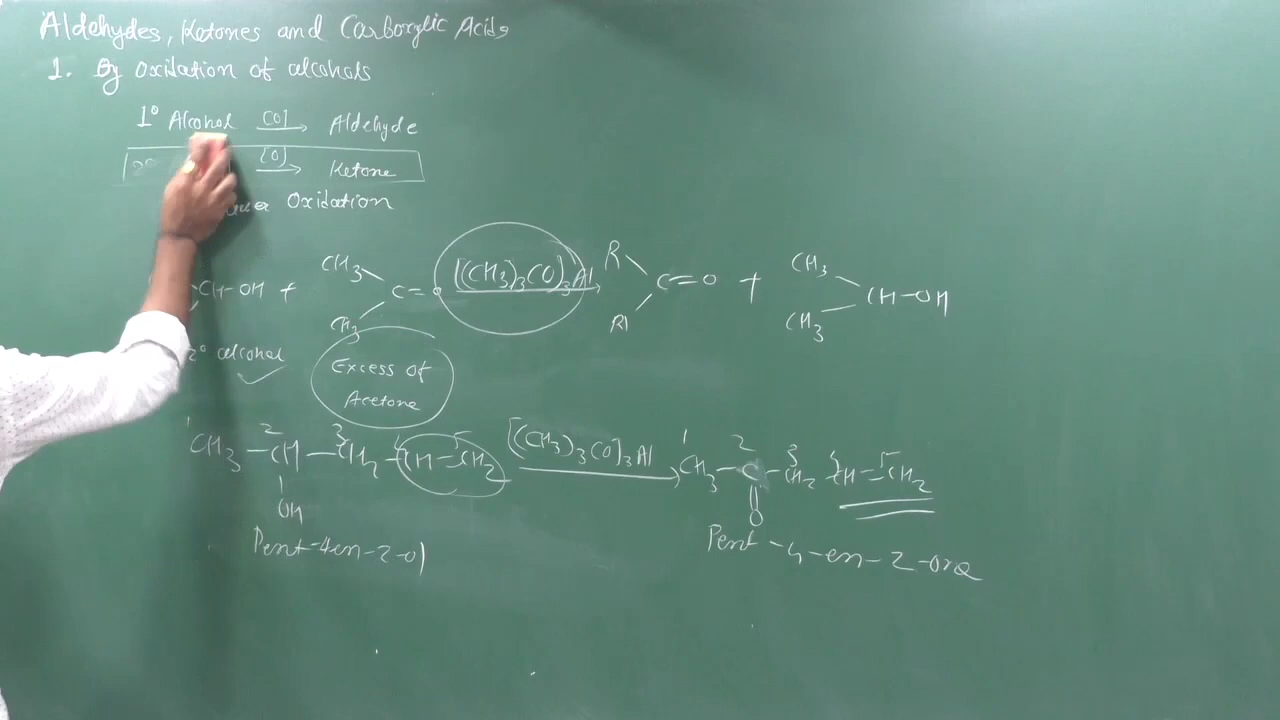 Aldehydes, Ketones and Carboxylic Acids
1. By Oxidation of alcohols
1° Alcohol [O] Aldehyde
2° [O] Ketone
Oxidation
CH3 [(CH3)3CO]3Al R CH3
CH-OH + C=O C=O + CH-OH
CH3 R1 CH3
2° alcohol
Excess of
Acetone
1 2 3 4 5 1 2 3 4 5
CH3-CH-CH2-CH=CH2 [(CH3)3CO]3Al CH3-C-CH2-CH=CH2
OH O
Pent-4en-2-ol
Pent-4-en-2-one